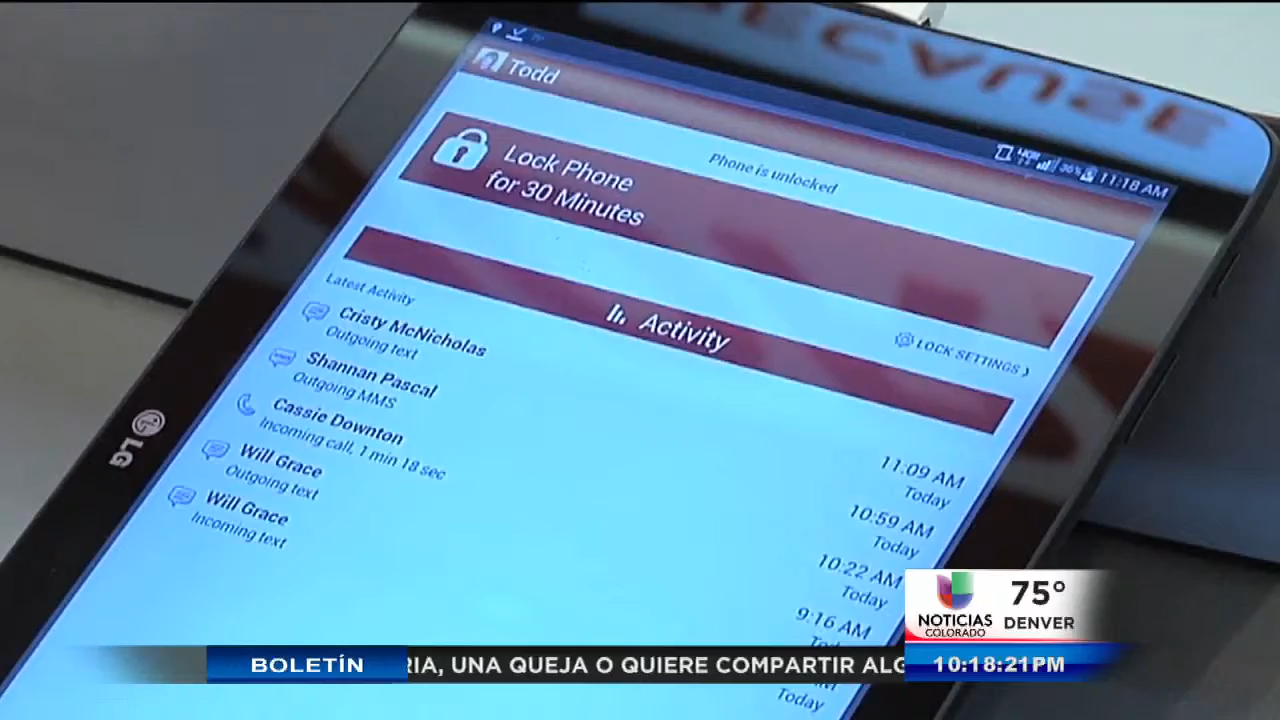 Todd
11:18 AM
Phone is unlocked
Lock Phone
for 30 Minutes
LOCK SETTINGS
Activity
Latest Activity
Cristy McNicholas
Outgoing text
11:09 AM
Today
Shannan Pascal
Outgoing MMS
10:59 AM
Today
Cassie Downton
Incoming call, 1 min 18 sec
10:22 AM
Today
Will Grace
Outgoing text
9:16 AM
Will Grace
Incoming text
Today
LG
NOTICIAS
COLORADO
75°
DENVER
BOLETÍN
RIA, UNA QUEJA O QUIERE COMPARTIR ALG
10:18:21PM